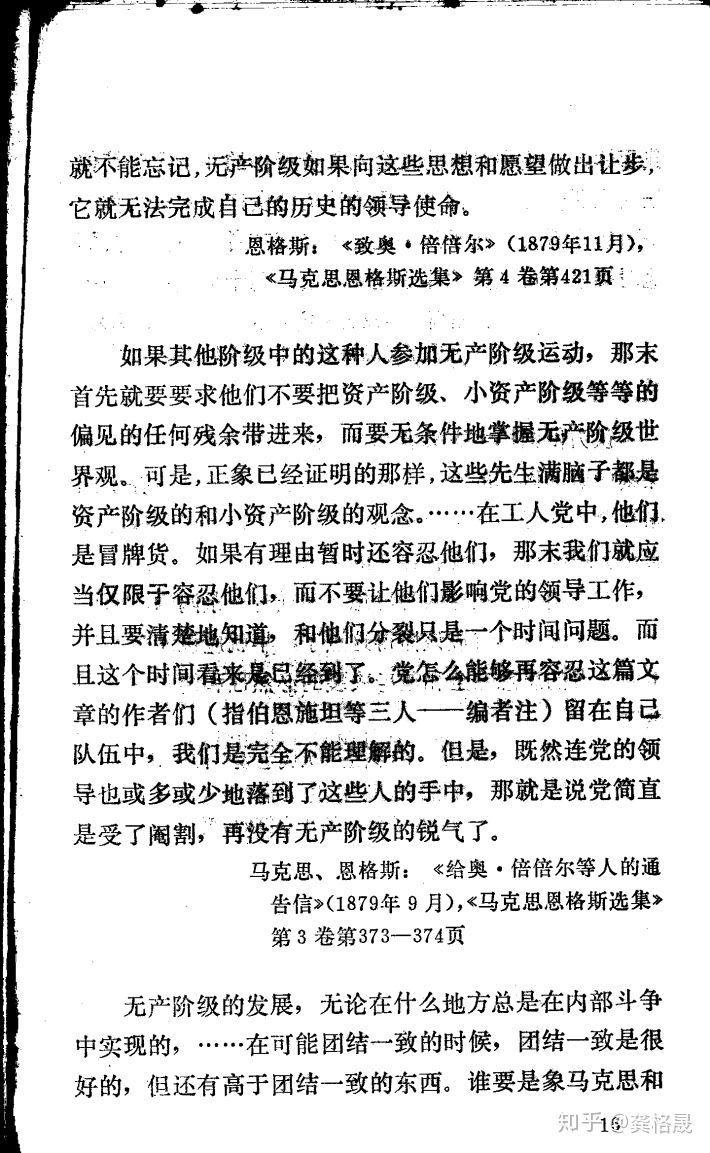 就不能忘记,无产阶级如果向这些思想和愿望做出让步,
它就无法完成自己的历史的领导使命。
恩格斯：《致奥·倍倍尔》(1879年11月),
《马克思恩格斯选集》第4卷第421页
如果其他阶级中的这种人参加无产阶级运动，那末
首先就要要求他们不要把资产阶级、小资产阶级等等的
偏见的任何残余带进来，而要无条件地掌握无产阶级世
界观。可是,正象已经证明的那样,这些先生满脑子都是
资产阶级的和小资产阶级的观念。……在工人党中,他们
是冒牌货。如果有理由暂时还容忍他们，那末我们就应
当仅限于容忍他们，而不要让他们影响党的领导工作，
并且要清楚地知道，和他们分裂只是一个时间问题。而
且这个时间看来是已经到了。党怎么能够再容忍这篇文
章的作者们（指伯恩施坦等三人——编者注）留在自己
队伍中，我们是完全不能理解的。但是，既然连党的领
导也或多或少地落到了这些人的手中，那就是说党简直
是受了阉割，再没有无产阶级的锐气了。
马克思、恩格斯：《给奥·倍倍尔等人的通
告信》(1879年9月),《马克思恩格斯选集》
第3卷第373—374页
无产阶级的发展，无论在什么地方总是在内部斗争
中实现的，……在可能团结一致的时候，团结一致是很
好的，但还有高于团结一致的东西。谁要是象马克思和
15
知乎@龚格晟